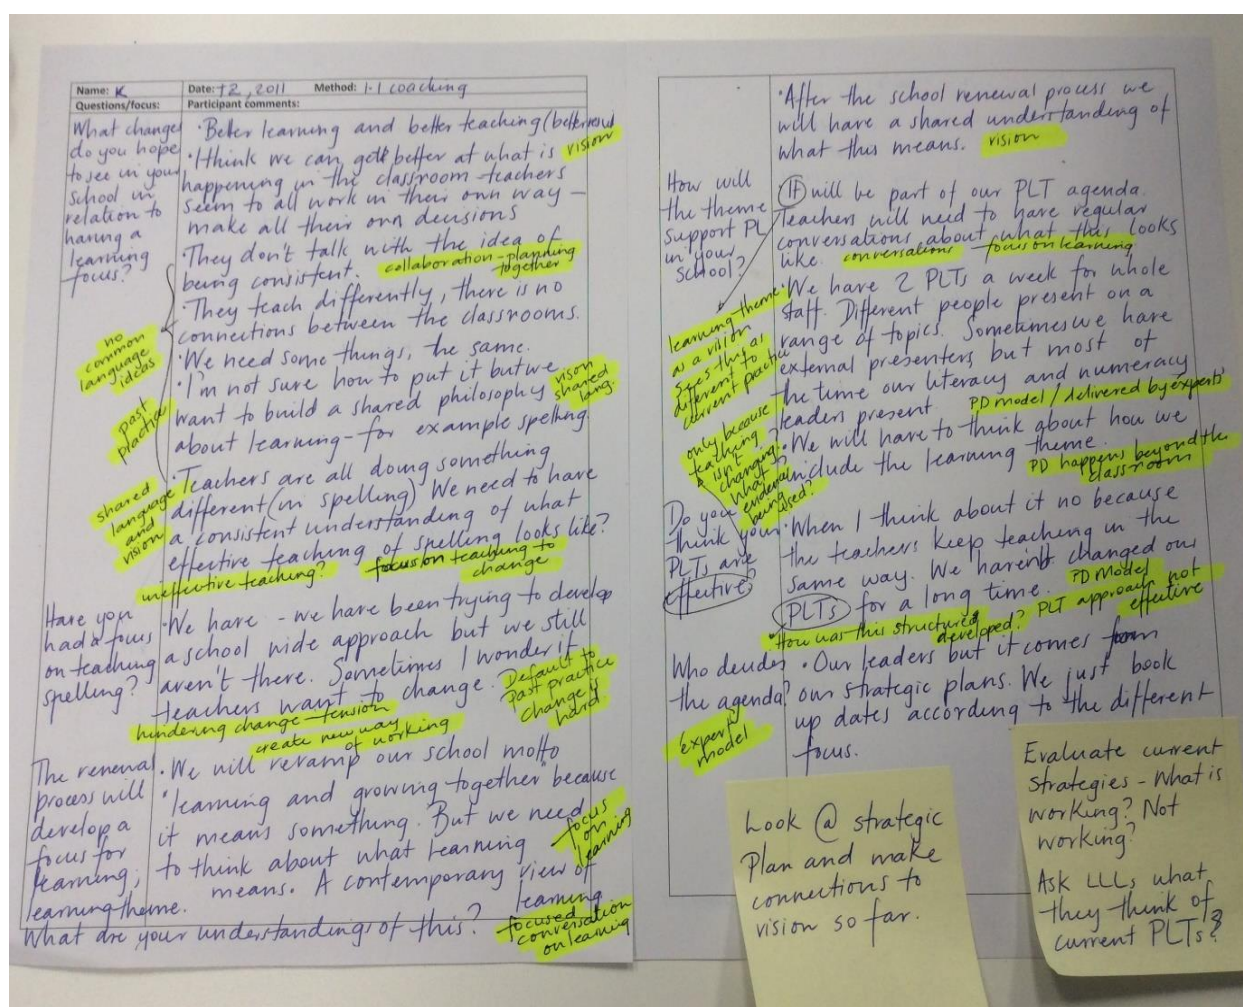 Name: K
Date: T2, 2011
Method: 1-1 coaching
Questions/focus:
Participant comments:
What changes
do you hope
to see in your
school in
relation to
having a
learning
focus?
• Better learning and better teaching (better
• I think we can get better at what is
vision
happening in the classroom teachers
seem to all work in their own way –
make all their own decisions
They don't talk with the idea of
being consistent.
collaboration - planning
together
• They teach differently, there is no
connections between the classrooms.
• We need some things, the same.
• I'm not sure how to put it but we
want to build a shared philosophy
about learning - for example spelling.
vison
shared
lang.
no
common
language
ideas
past
practice
• Teachers are all doing something
different (in spelling) We need to have
a consistent understanding of what
effective teaching of spelling looks like?
shared
language
and
vision
ineffective teaching?
focus on teaching to
change
Have you
had a focus
on teaching
spelling?
• We have - we have been trying to develop
a school wide approach but we still
aren't there. Sometimes I wonder if
teachers want to change.
Default to
past practice
change is
hard
hindering change - tension
create new way
of working
The renewal
process will
develop a
focus for
learning,
learning theme.
What are your understandings of this?
• We will revamp our school motto
"learning and growing together" because
it means something. But we need
to think about what learning
means. A contemporary view of
learning
focus
on
learning
focused
conversation
on learning
• After the school renewal process we
will have a shared understanding of
what this means.
vision
How will
the theme
support PL
in your
school?
• It will be part of our PLT agenda.
Teachers will need to have regular
conversations about what this looks
like.
conversations
focus on learning
• We have 2 PLTs a week for whole
staff. Different people present on a
range of topics. Sometimes we have
external presenters, but most of
the time our literacy and numeracy
leaders present
PD model / delivered by experts
learning theme
as a vision
sees this as
diferent to
current practice
• We will have to think about how we
include the learning theme.
PD happens beyond the
classroom
only because
teaching
isn't
changing?
What
being
used?
Do you
think your
PLTs are
effective?
• When I think about it no because
the teachers keep teaching in the
same way. We haven't changed our
PLTs for a long time.
PD Model
PLT approach not
effective
• How was this structured
developed?
Who decides
the agenda?
• Our leaders but it comes from
our strategic plans. We just book
up dates according to the different
focus.
expert
model
Look @ strategic
Plan and make
connections to
vision so far.
Evaluate current
strategies - What is
working? Not
working?
Ask LLLs what
they think of
current PLTs?